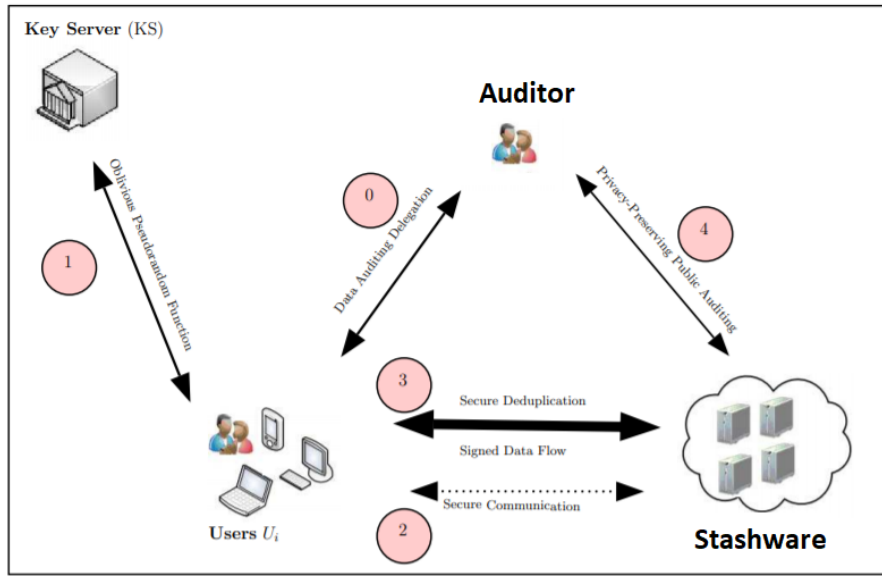 Key Server (KS)
Auditor
0
Oblivious Pseudorandom Function
Data Auditing Delegation
Privacy-Preserving Public Auditing
4
1
3
Secure Deduplication
Signed Data Flow
Secure Communication
2
Users Uᵢ
Stashware